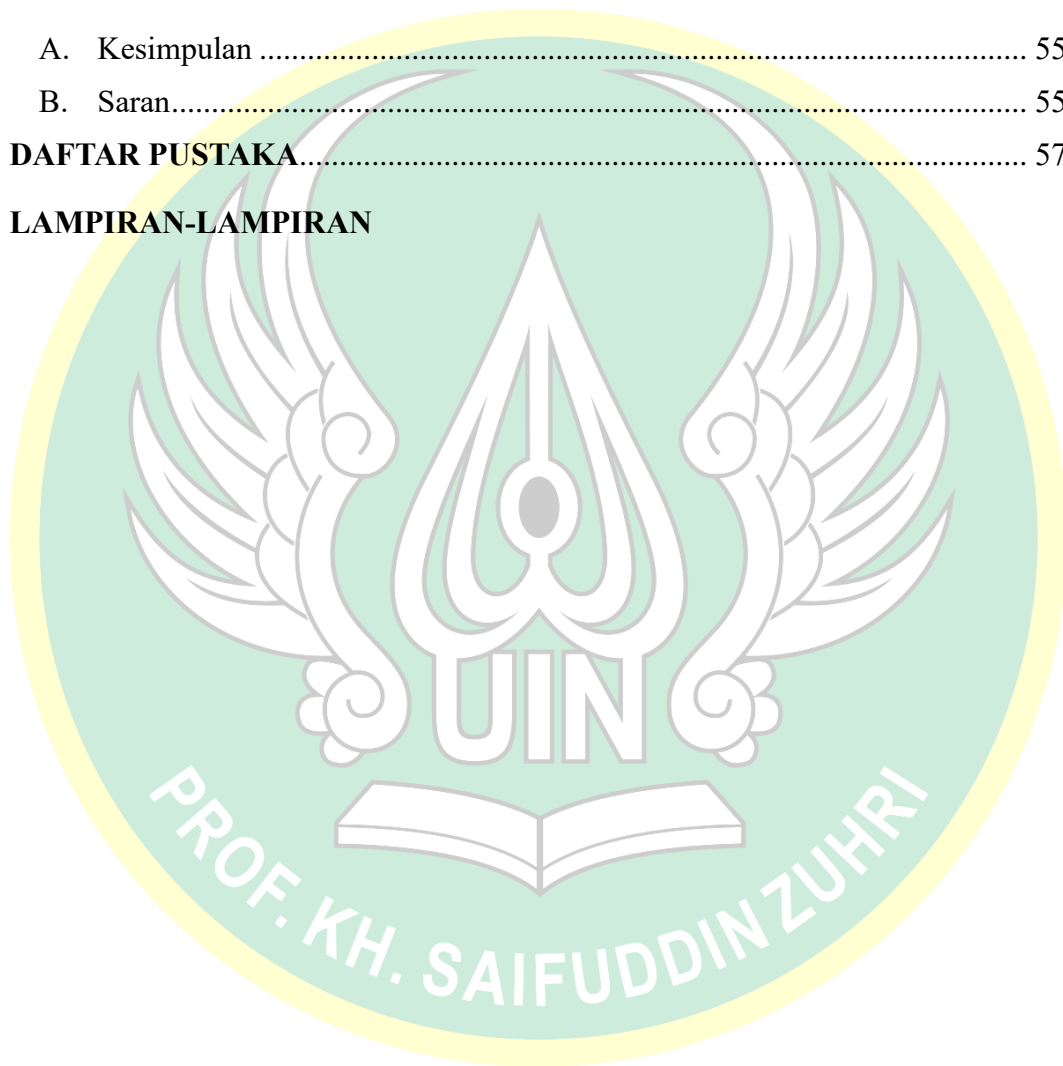 A. Kesimpulan ........................................................................................................ 55
B. Saran.................................................................................................................... 55
DAFTAR PUSTAKA.................................................................................................. 57
LAMPIRAN-LAMPIRAN
UIN
PROF. KH. SAIFUDDIN ZUHRI